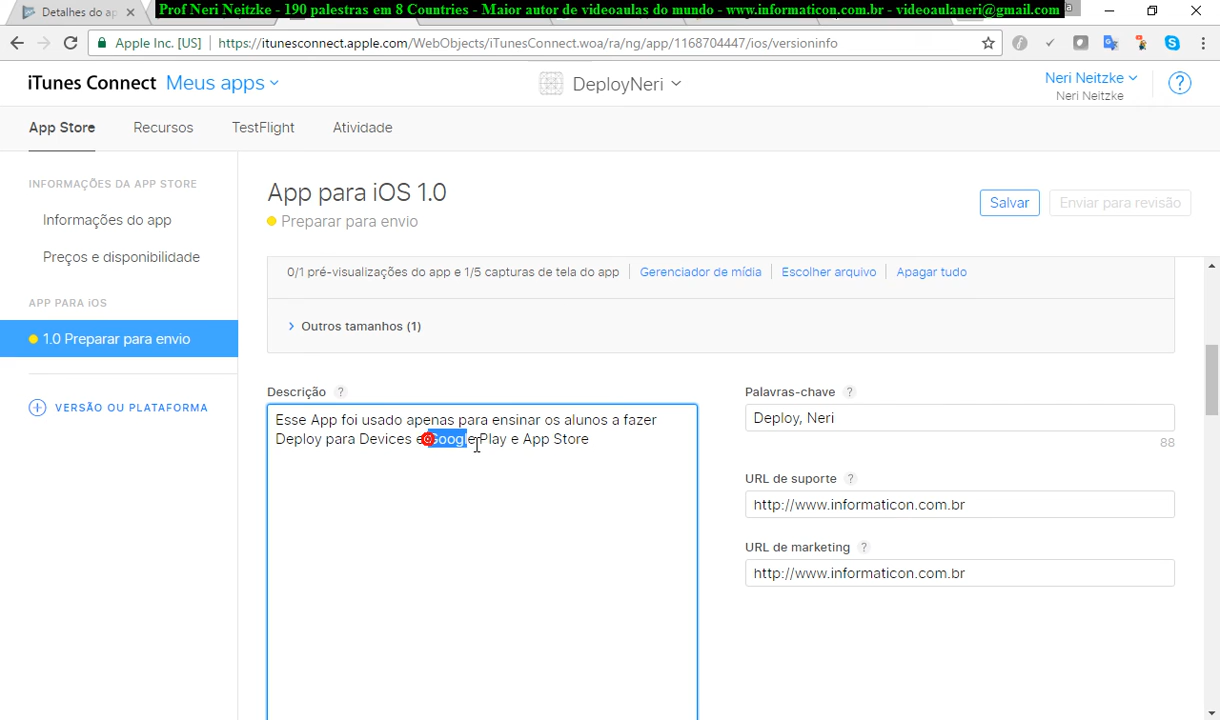 Detalhes do ap
Prof Neri Neitzke - 190 palestras em 8 Countries - Maior autor de videoaulas do mundo - www.informaticon.com.br - videoaulaneri@gmail.com
Apple Inc. [US] https://itunesconnect.apple.com/WebObjects/iTunesConnect.woa/ra/ng/app/1168704447/ios/versioninfo
iTunes Connect Meus apps DeployNeri Neri Neitzke ?
Neri Neitzke
App Store Recursos TestFlight Atividade
INFORMAÇÕES DA APP STORE
Informações do app
Preços e disponibilidade
APP PARA iOS
1.0 Preparar para envio
VERSÃO OU PLATAFORMA
App para iOS 1.0
Preparar para envio
Salvar Enviar para revisão
0/1 pré-visualizações do app e 1/5 capturas de tela do app Gerenciador de mídia Escolher arquivo Apagar tudo
Outros tamanhos (1)
Descrição ?
Esse App foi usado apenas para ensinar os alunos a fazer
Deploy para Devices e Google Play e App Store
Palavras-chave ?
Deploy, Neri
88
URL de suporte ?
http://www.informaticon.com.br
URL de marketing ?
http://www.informaticon.com.br